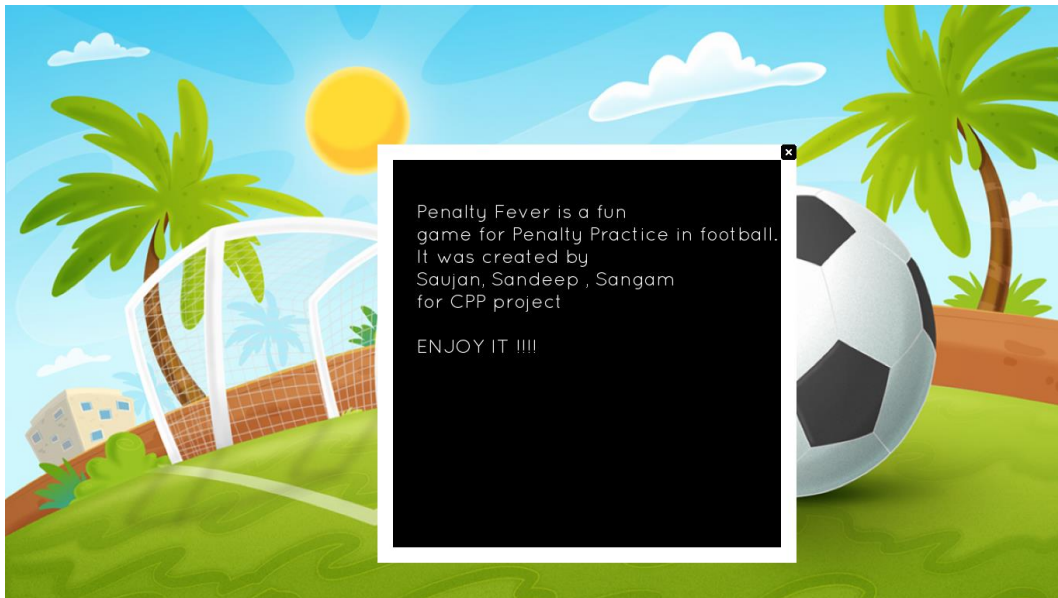 Penalty Fever is a fun
game for Penalty Practice in football.
It was created by
Saujan, Sandeep , Sangam
for CPP project
ENJOY IT !!!!